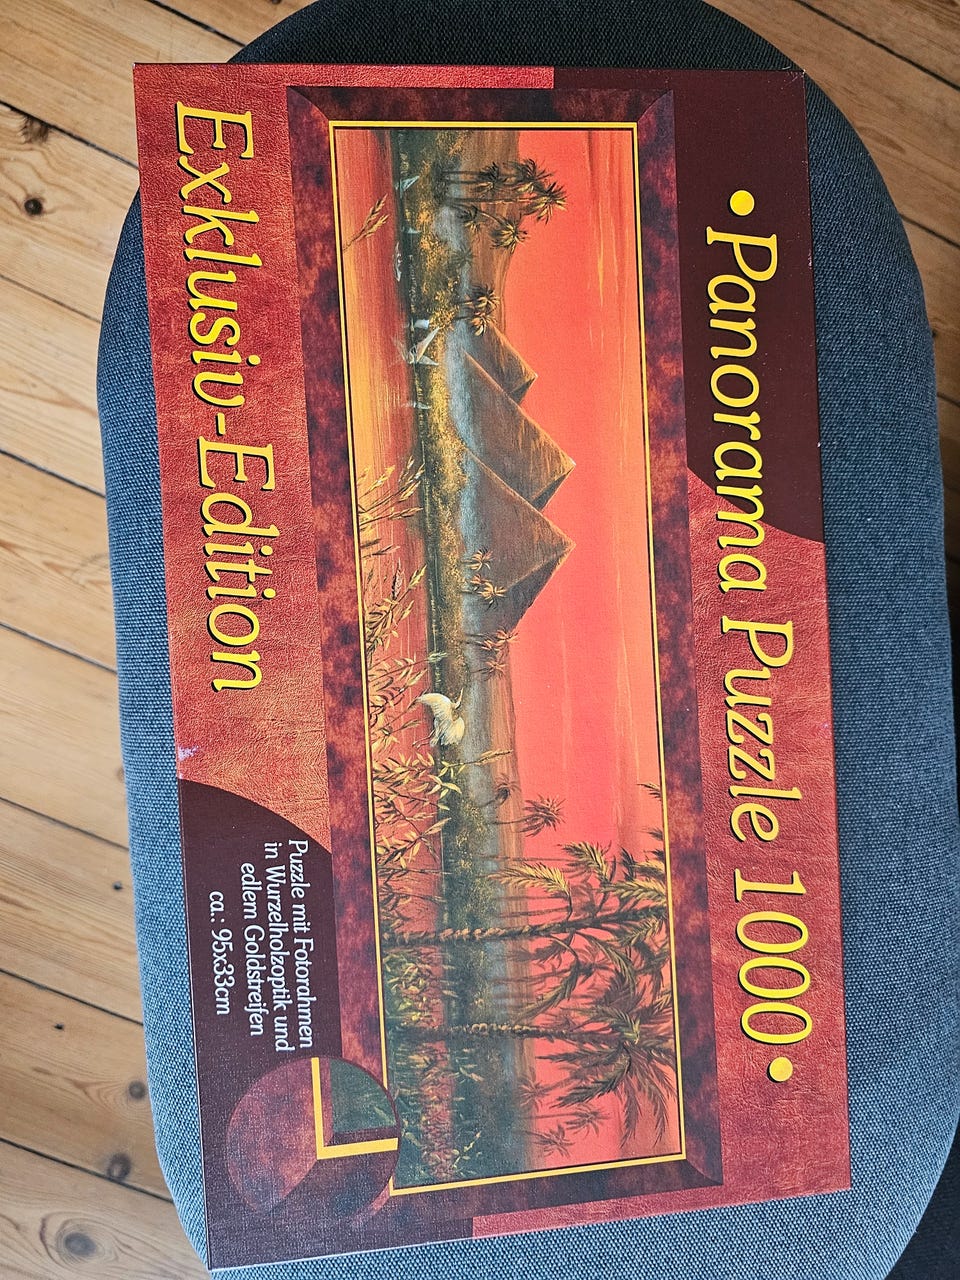 • Panorama Puzzle 1000 •
Exklusiv-Edition
Puzzle mit Fotorahmen
in Wurzelholzoptik und
edlem Goldstreifen
ca.: 95x33cm